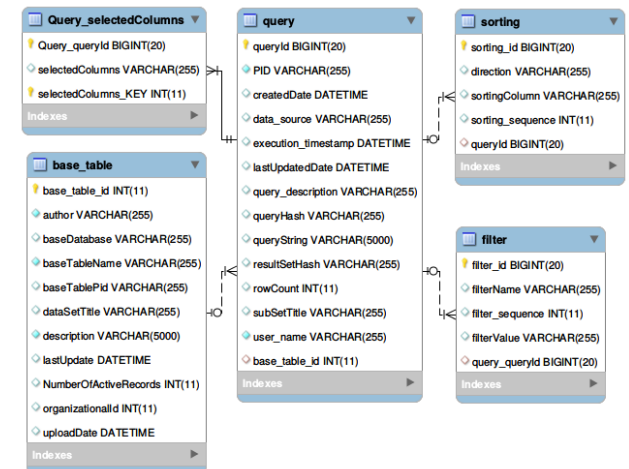 Query_selectedColumns
Query_queryId BIGINT(20)
selectedColumns VARCHAR(255)
selectedColumns_KEY INT(11)
Indexes
base_table
base_table_id INT(11)
author VARCHAR(255)
baseDatabase VARCHAR(255)
baseTableName VARCHAR(255)
baseTablePid VARCHAR(255)
dataSetTitle VARCHAR(255)
description VARCHAR(5000)
lastUpdate DATETIME
NumberOfActiveRecords INT(11)
organizationalId INT(11)
uploadDate DATETIME
Indexes
query
queryId BIGINT(20)
PID VARCHAR(255)
createdDate DATETIME
data_source VARCHAR(255)
execution_timestamp DATETIME
lastUpdatedDate DATETIME
query_description VARCHAR(255)
queryHash VARCHAR(255)
queryString VARCHAR(5000)
resultSetHash VARCHAR(255)
rowCount INT(11)
subSetTitle VARCHAR(255)
user_name VARCHAR(255)
base_table_id INT(11)
Indexes
sorting
sorting_id BIGINT(20)
direction VARCHAR(255)
sortingColumn VARCHAR(255)
sorting_sequence INT(11)
queryId BIGINT(20)
Indexes
filter
filter_id BIGINT(20)
filterName VARCHAR(255)
filter_sequence INT(11)
filterValue VARCHAR(255)
query_queryId BIGINT(20)
Indexes